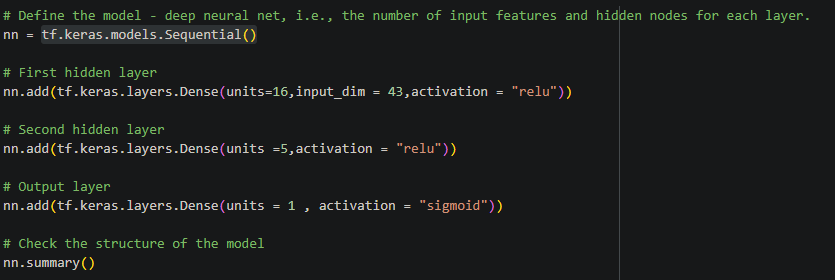 # Define the model - deep neural net, i.e., the number of input features and hidden nodes for each layer.
nn = tf.keras.models.Sequential()
# First hidden layer
nn.add(tf.keras.layers.Dense(units=16,input_dim = 43,activation = "relu"))
# Second hidden layer
nn.add(tf.keras.layers.Dense(units =5,activation = "relu"))
# Output layer
nn.add(tf.keras.layers.Dense(units = 1 , activation = "sigmoid"))
# Check the structure of the model
nn.summary()